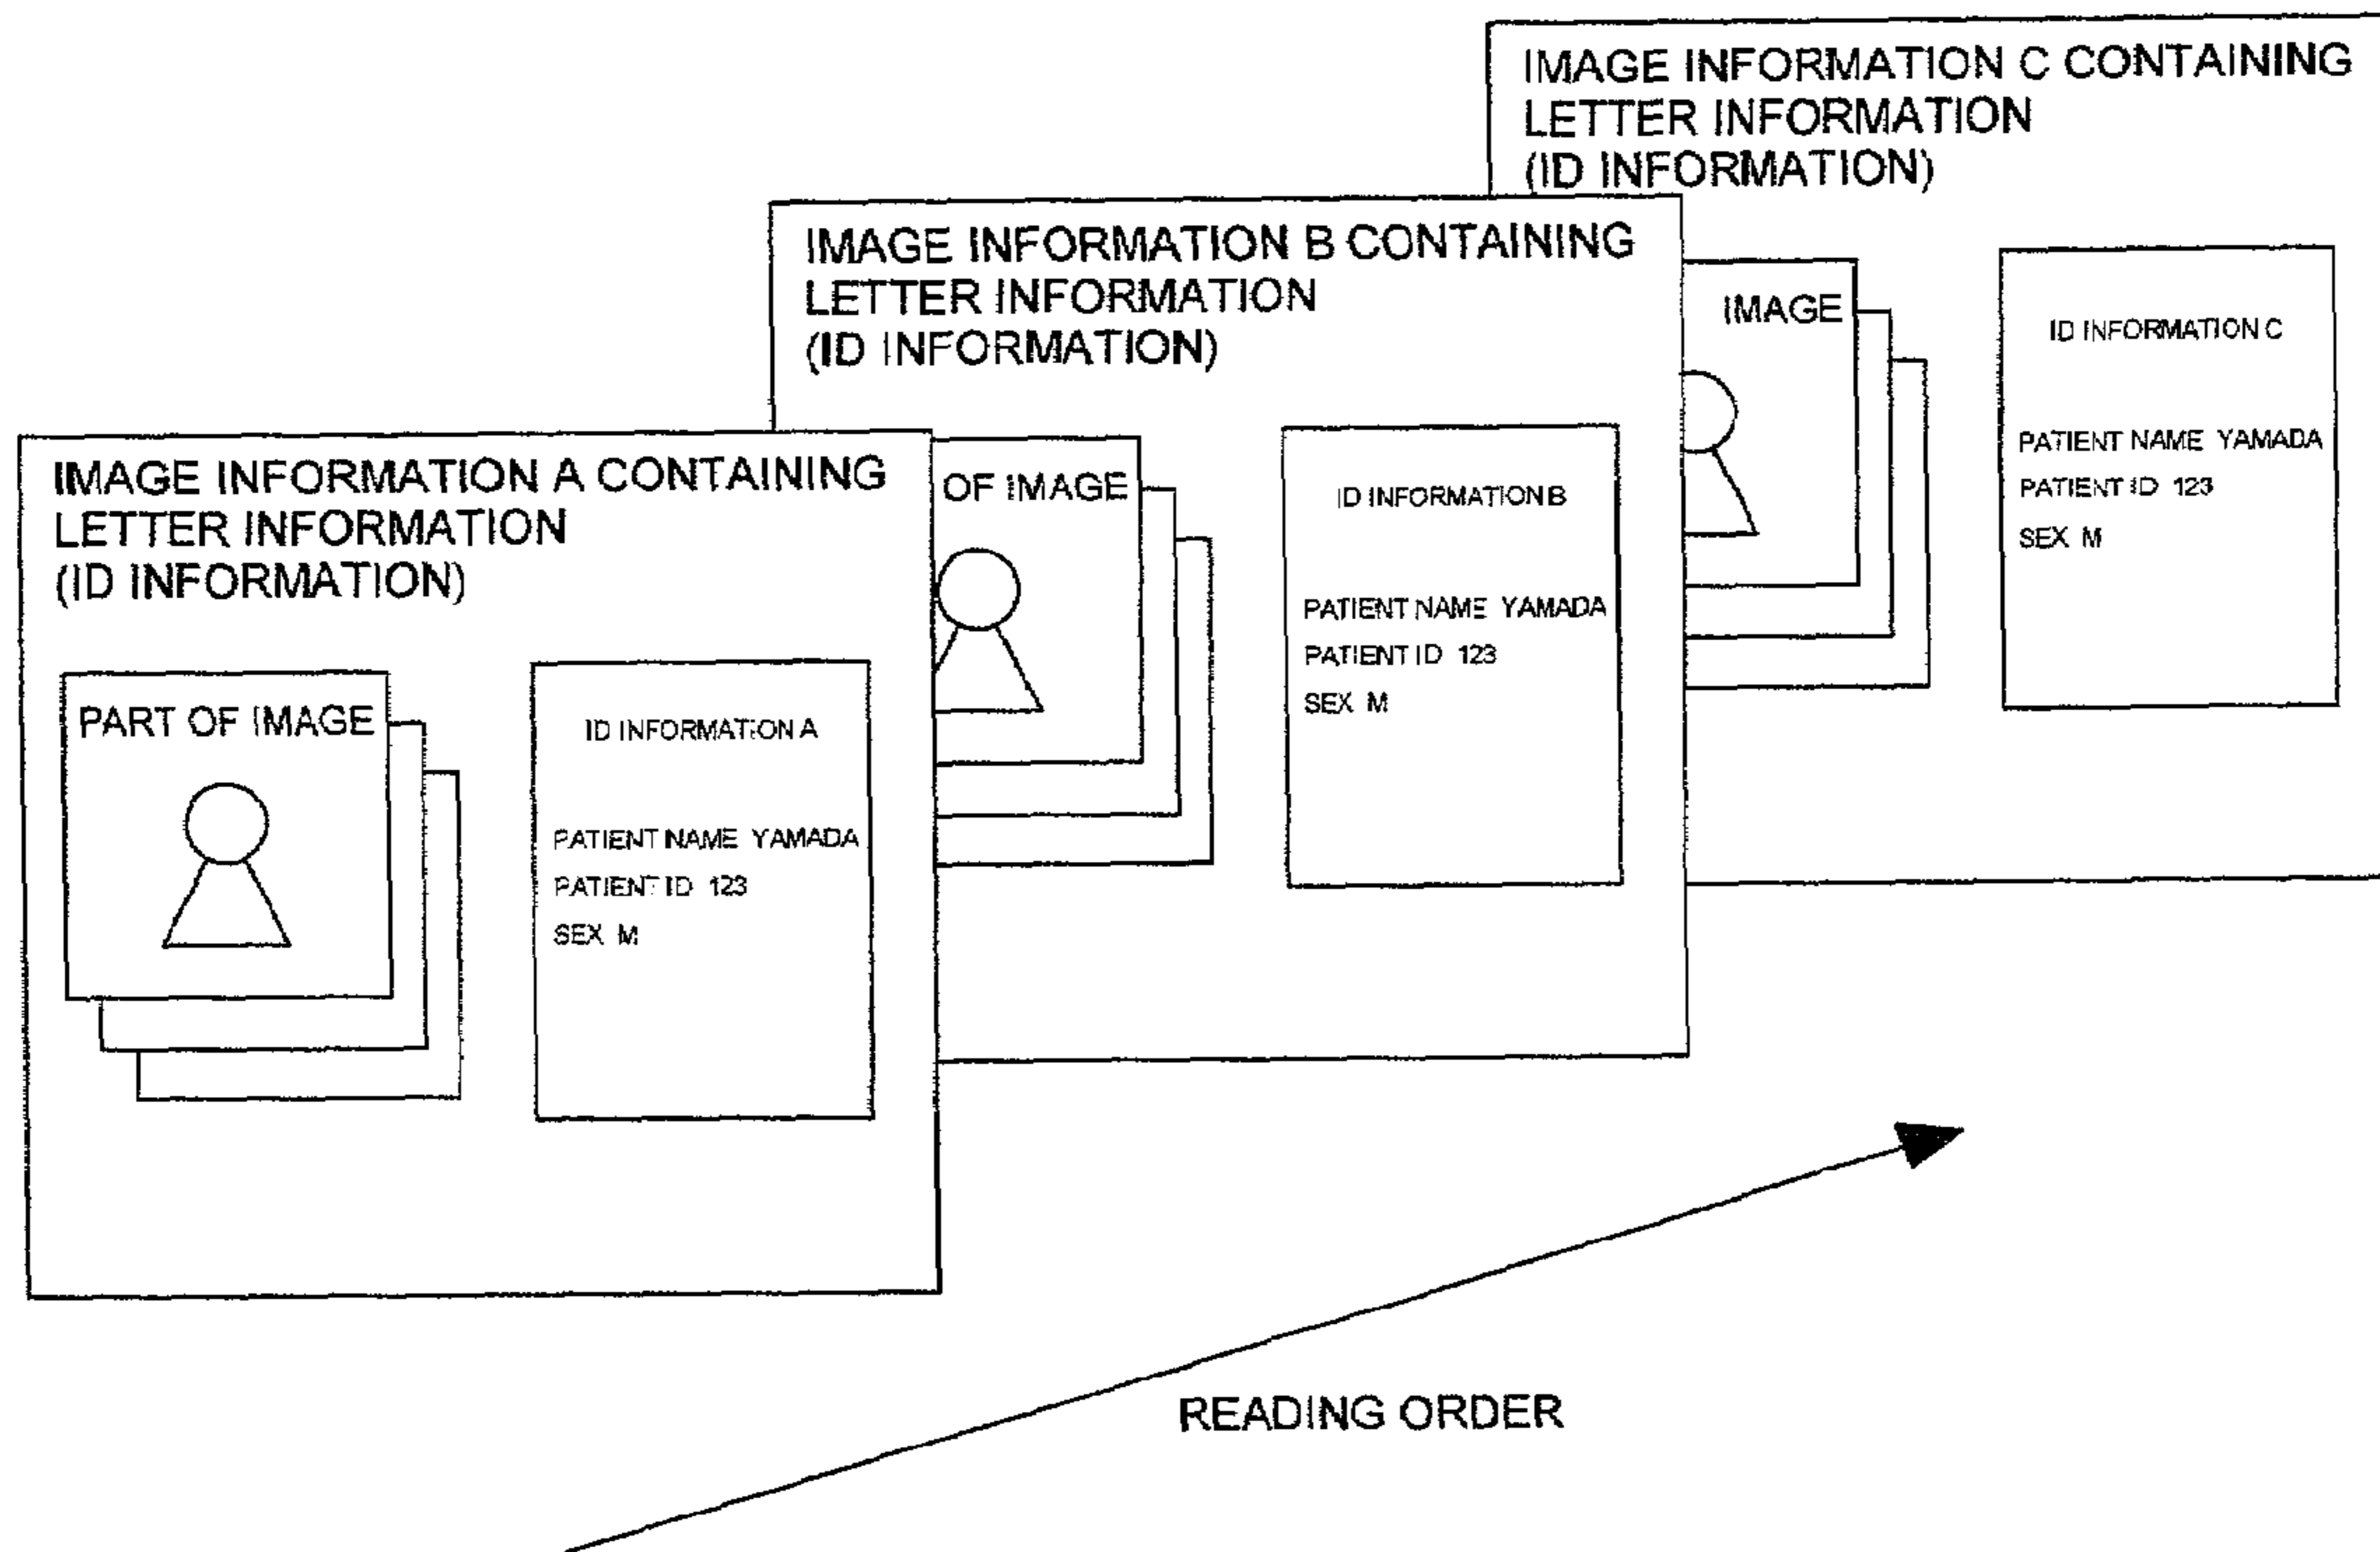 IMAGE INFORMATION A CONTAINING
LETTER INFORMATION
(ID INFORMATION)
PART OF IMAGE
ID INFORMATION A
PATIENT NAME YAMADA
PATIENT ID 123
SEX M
IMAGE INFORMATION B CONTAINING
LETTER INFORMATION
(ID INFORMATION)
OF IMAGE
ID INFORMATION B
PATIENT NAME YAMADA
PATIENT ID 123
SEX M
IMAGE INFORMATION C CONTAINING
LETTER INFORMATION
(ID INFORMATION)
IMAGE
ID INFORMATION C
PATIENT NAME YAMADA
PATIENT ID 123
SEX M
READING ORDER